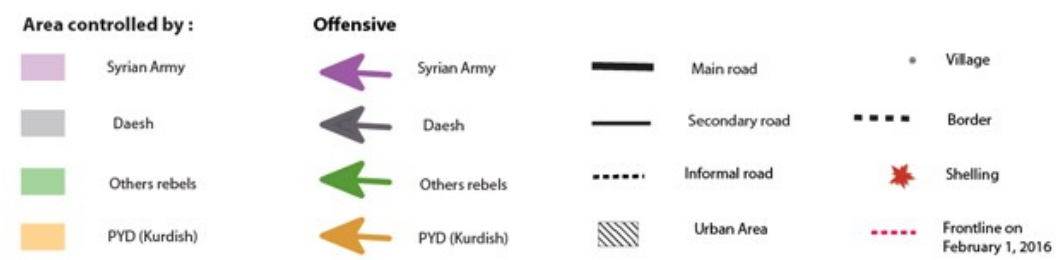 Area controlled by :
Offensive
Syrian Army
Syrian Army
Main road
Village
Daesh
Daesh
Secondary road
Border
Others rebels
Others rebels
Informal road
Shelling
PYD (Kurdish)
PYD (Kurdish)
Urban Area
Frontline on
February 1, 2016